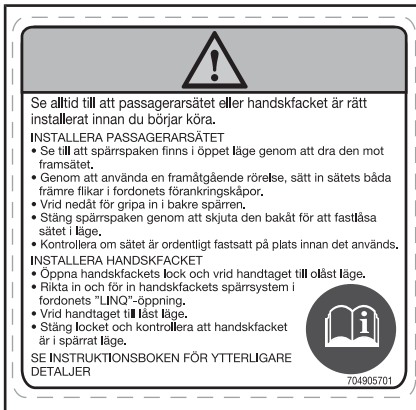 Se alltid till att passagerarsätet eller handskfacket är rätt
installerat innan du börjar köra.
INSTALLERA PASSAGERARSÄTET
• Se till att spärrspaken finns i öppet läge genom att dra den mot
framsätet.
• Genom att använda en framåtgående rörelse, sätt in sätets båda
främre flikar i fordonets förankringskåpor.
• Vrid nedåt för gripa in i bakre spärren.
• Stäng spärrspaken genom att skjuta den bakåt för att fastlåsa
sätet i läge.
• Kontrollera om sätet är ordentligt fastsatt på plats innan det används.
INSTALLERA HANDSKFACKET
• Öppna handskfackets lock och vrid handtaget till olåst läge.
• Rikta in och för in handskfackets spärrsystem i
fordonets "LINQ"-öppning.
• Vrid handtaget till låst läge.
• Stäng locket och kontrollera att handskfacket
är i spärrat läge.
SE INSTRUKTIONSBOKEN FÖR YTTERLIGARE
DETALJER
704905701